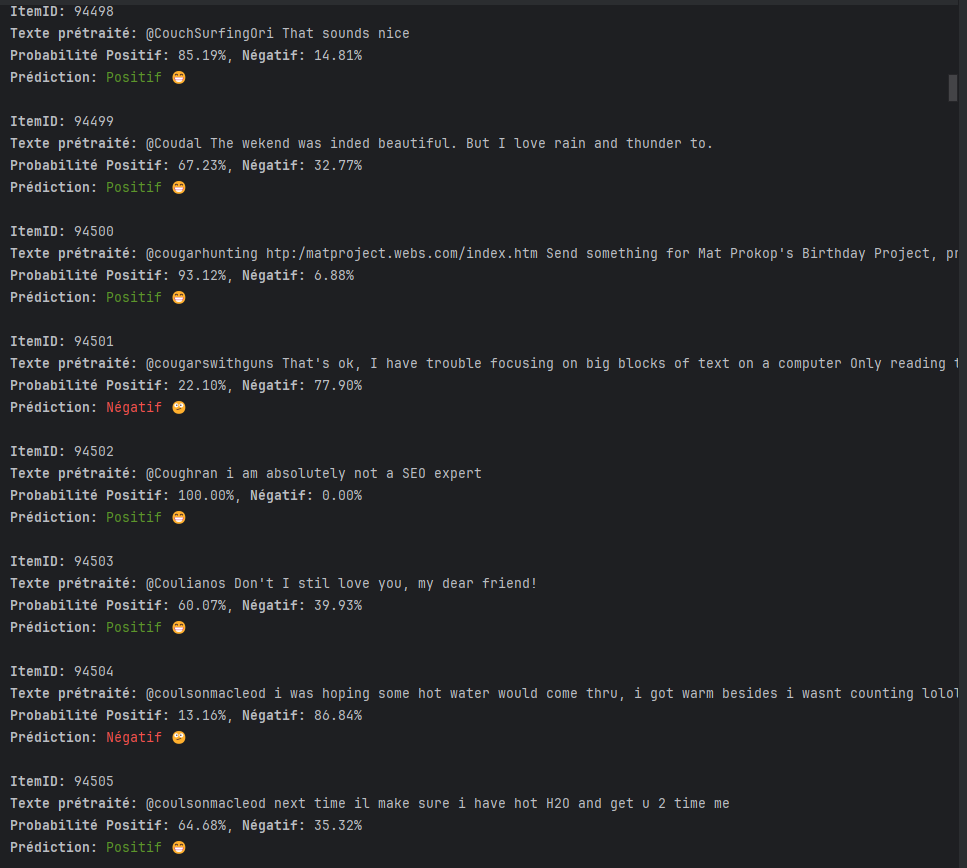 ItemID: 94498
Texte prétraité: @CouchSurfingOri That sounds nice
Probabilité Positif: 85.19%, Négatif: 14.81%
Prédiction: Positif 😁
ItemID: 94499
Texte prétraité: @Coudal The wekend was inded beautiful. But I love rain and thunder to.
Probabilité Positif: 67.23%, Négatif: 32.77%
Prédiction: Positif 😁
ItemID: 94500
Texte prétraité: @cougarhunting htp:/matproject.webs.com/index.htm Send something for Mat Prokop's Birthday Project, pr
Probabilité Positif: 93.12%, Négatif: 6.88%
Prédiction: Positif 😁
ItemID: 94501
Texte prétraité: @cougarswithguns That's ok, I have trouble focusing on big blocks of text on a computer Only reading t
Probabilité Positif: 22.10%, Négatif: 77.90%
Prédiction: Négatif 🫤
ItemID: 94502
Texte prétraité: @Coughran i am absolutely not a SEO expert
Probabilité Positif: 100.00%, Négatif: 0.00%
Prédiction: Positif 😁
ItemID: 94503
Texte prétraité: @Coulianos Don't I stil love you, my dear friend!
Probabilité Positif: 60.07%, Négatif: 39.93%
Prédiction: Positif 😁
ItemID: 94504
Texte prétraité: @coulsonmacleod i was hoping some hot water would come thru, i got warm besides i wasnt counting lolol
Probabilité Positif: 13.16%, Négatif: 86.84%
Prédiction: Négatif 🫤
ItemID: 94505
Texte prétraité: @coulsonmacleod next time il make sure i have hot H2O and get u 2 time me
Probabilité Positif: 64.68%, Négatif: 35.32%
Prédiction: Positif 😁